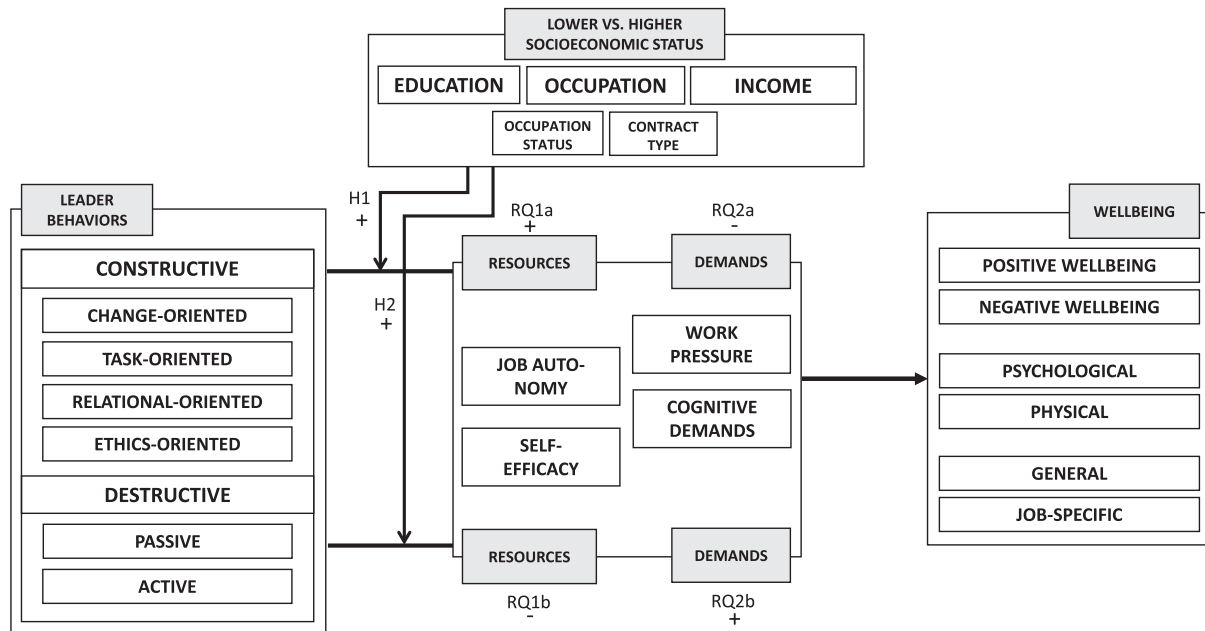 LOWER VS. HIGHER
SOCIOECONOMIC STATUS
EDUCATION
OCCUPATION
INCOME
OCCUPATION
STATUS
CONTRACT
TYPE
LEADER
BEHAVIORS
CONSTRUCTIVE
CHANGE-ORIENTED
TASK-ORIENTED
RELATIONAL-ORIENTED
ETHICS-ORIENTED
DESTRUCTIVE
PASSIVE
ACTIVE
H1
+
H2
+
RQ1a
+
RESOURCES
RQ2a
-
DEMANDS
JOB AUTO-
NOMY
SELF-
EFFICACY
WORK
PRESSURE
COGNITIVE
DEMANDS
RESOURCES
RQ1b
-
DEMANDS
RQ2b
+
WELLBEING
POSITIVE WELLBEING
NEGATIVE WELLBEING
PSYCHOLOGICAL
PHYSICAL
GENERAL
JOB-SPECIFIC